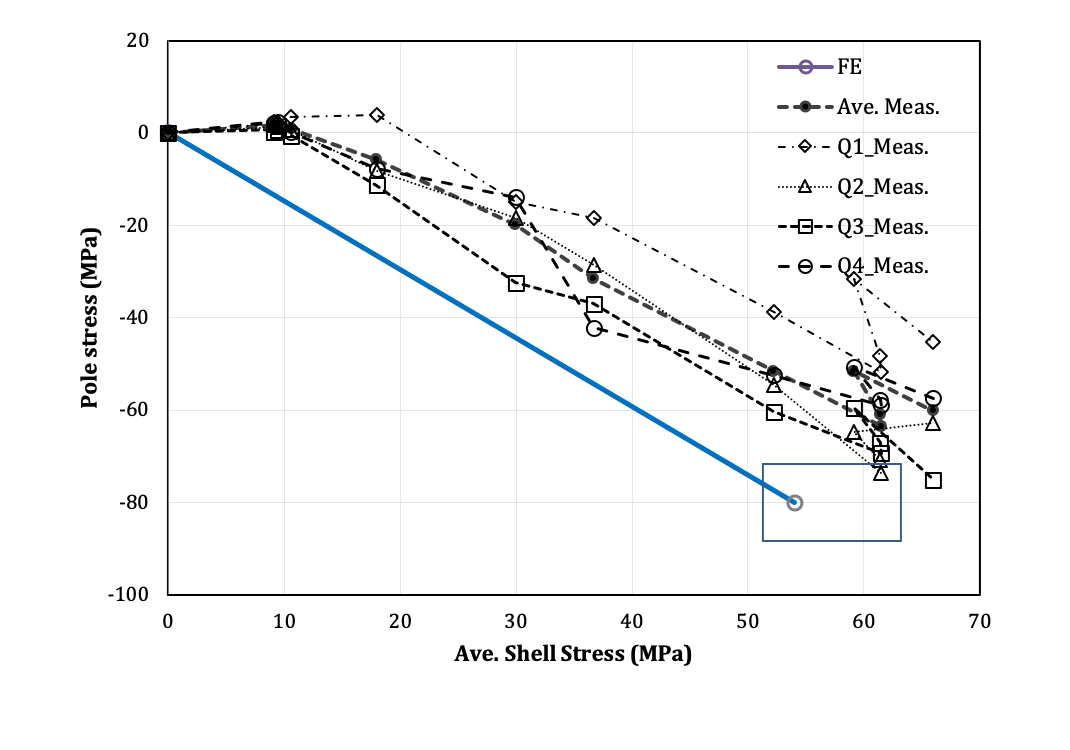 20
0
-20
-40
-60
-80
-100
Pole stress (MPa)
FE
Ave. Meas.
Q1_Meas.
Q2_Meas.
Q3_Meas.
Q4_Meas.
0 10 20 30 40 50 60 70
Ave. Shell Stress (MPa)